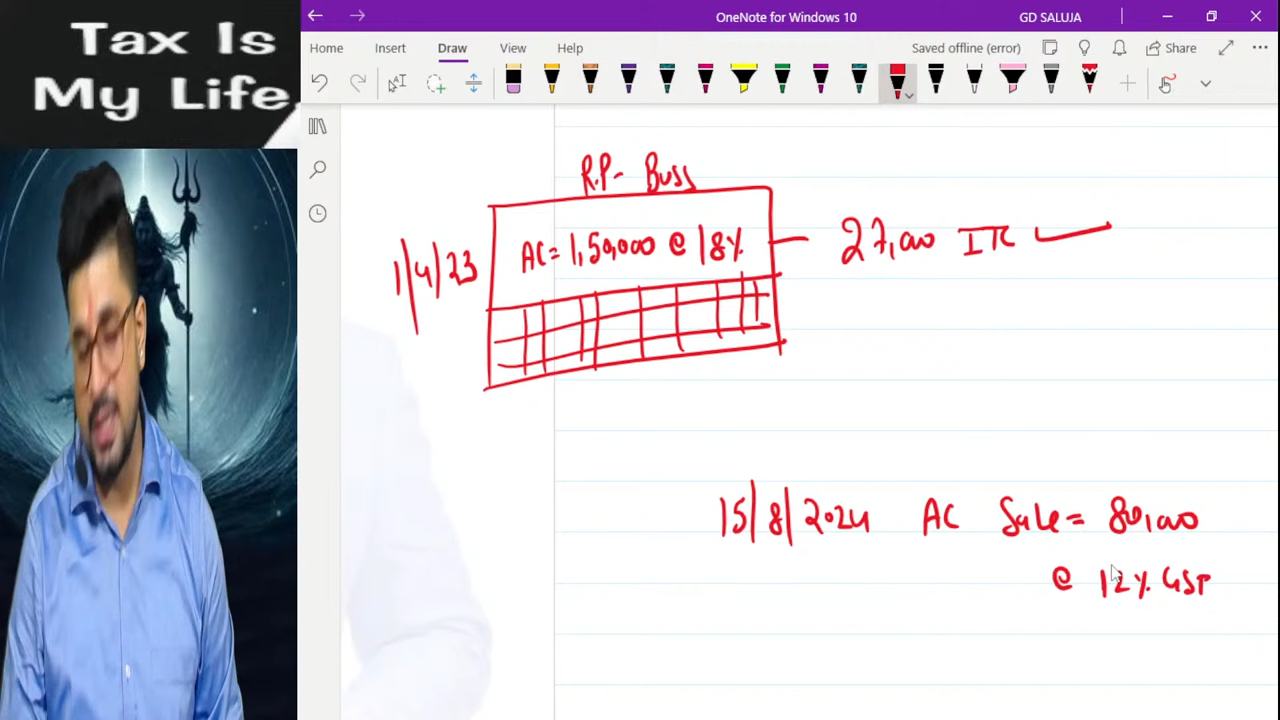 Tax Is
My Life
OneNote for Windows 10
GD SALUJA
Home Insert Draw View Help
Saved offline (error)
Share
R.P- Buss
1/4/23 AC = 1,50,000 @ 18% - 27,000 ITC
15/8/2024 AC Sale = 80,000
@ 12% GST